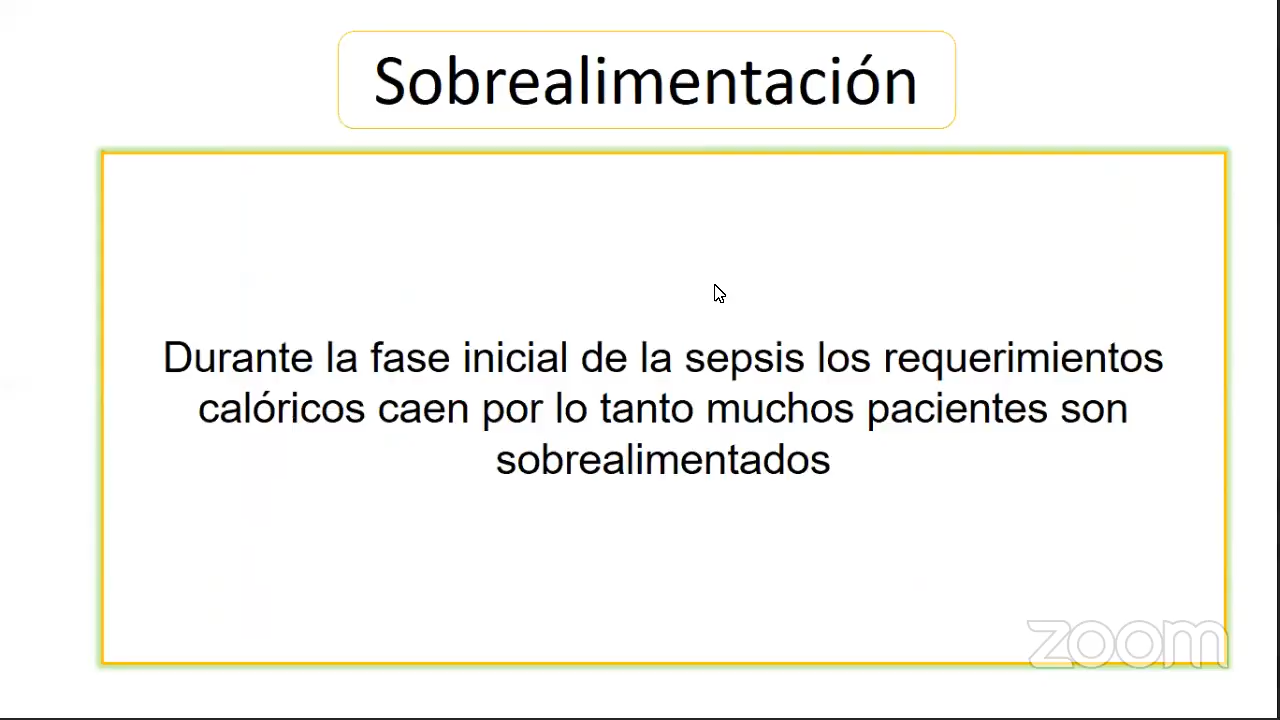 Sobrealimentación
Durante la fase inicial de la sepsis los requerimientos
calóricos caen por lo tanto muchos pacientes son
sobrealimentados
zoom